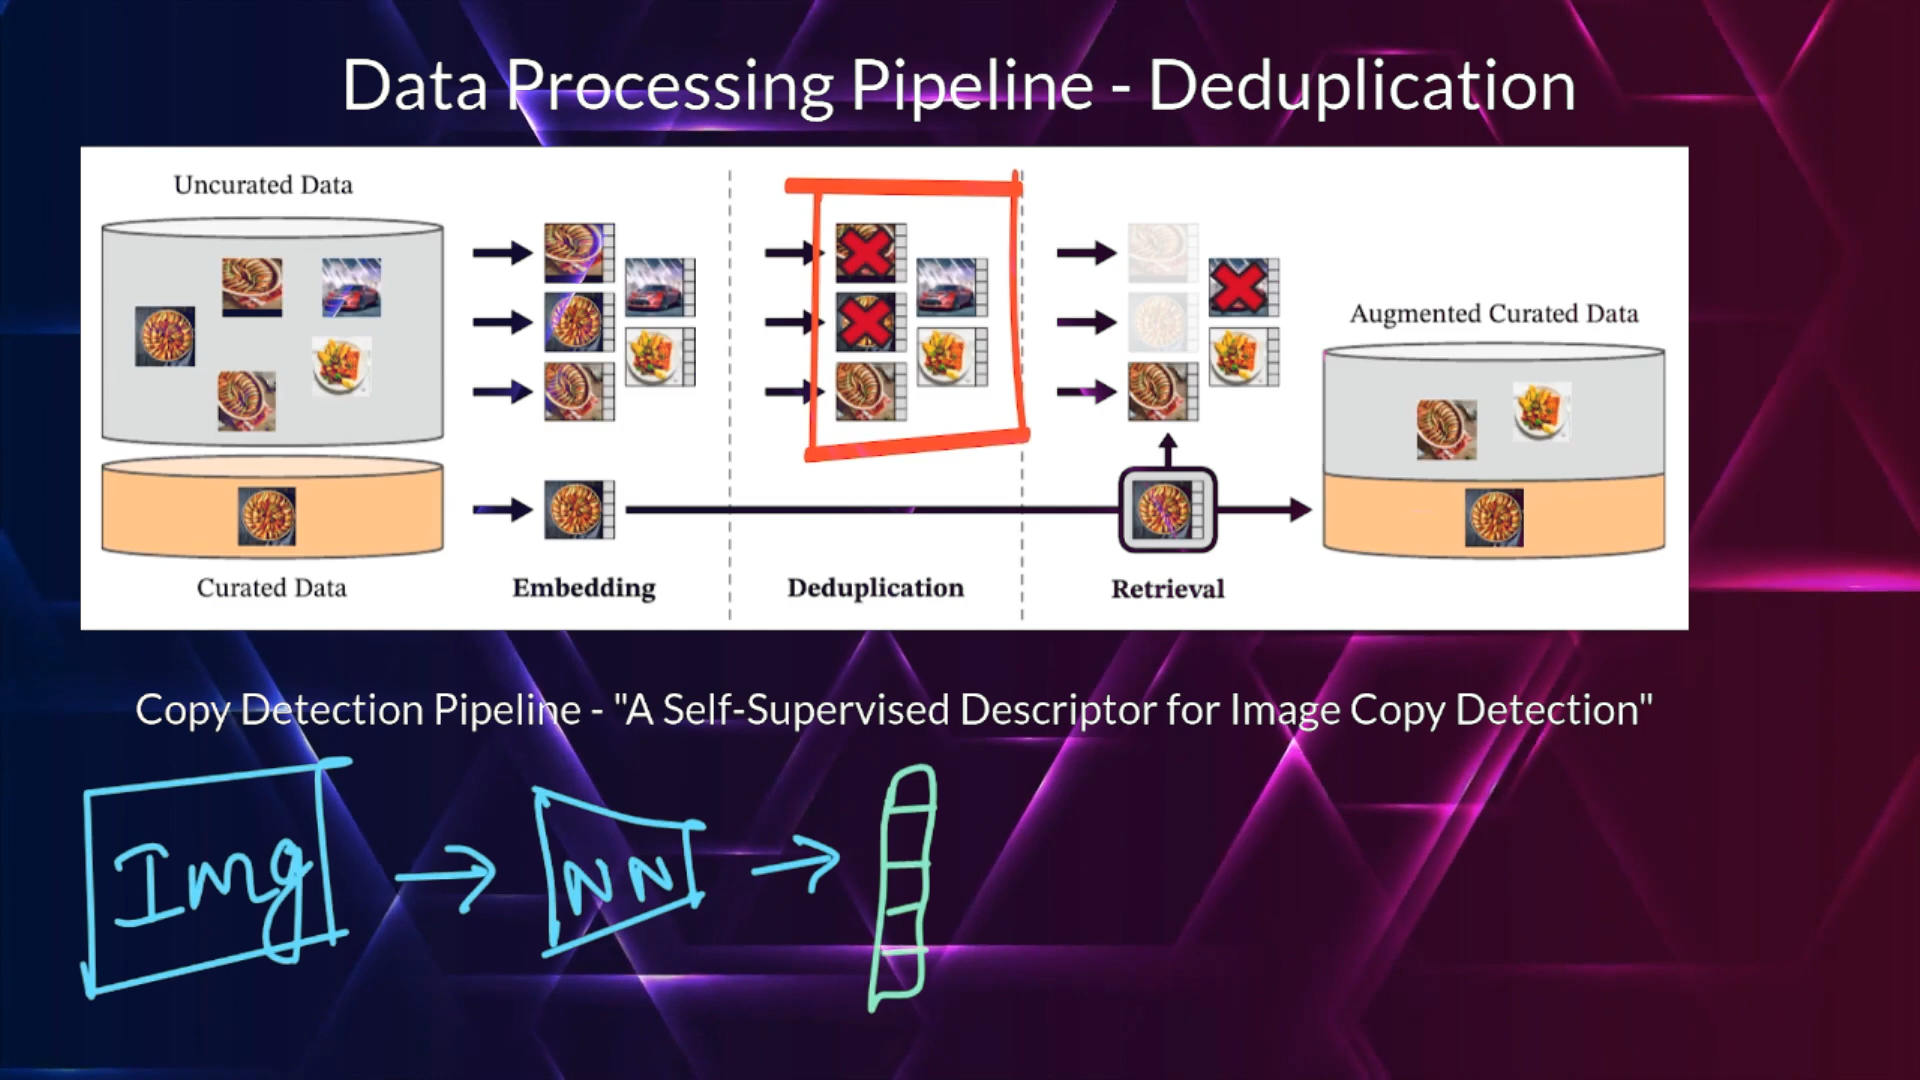 Data Processing Pipeline - Deduplication
Uncurated Data
Augmented Curated Data
Curated Data
Embedding
Deduplication
Retrieval
Copy Detection Pipeline - "A Self-Supervised Descriptor for Image Copy Detection"
Img
NN